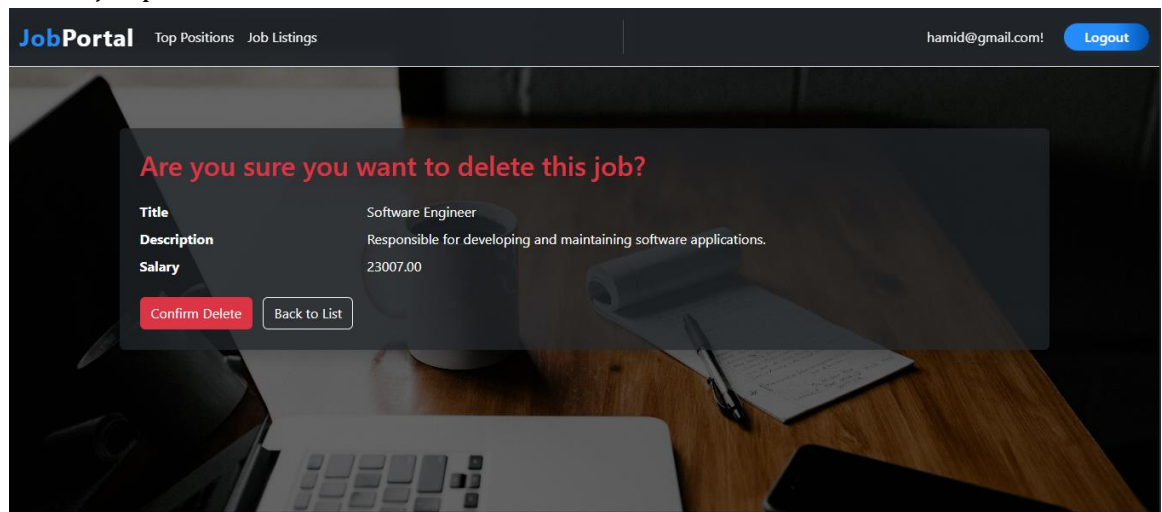 JobPortal Top Positions Job Listings hamid@gmail.com! Logout
Are you sure you want to delete this job?
Title Software Engineer
Description Responsible for developing and maintaining software applications.
Salary 23007.00
Confirm Delete Back to List